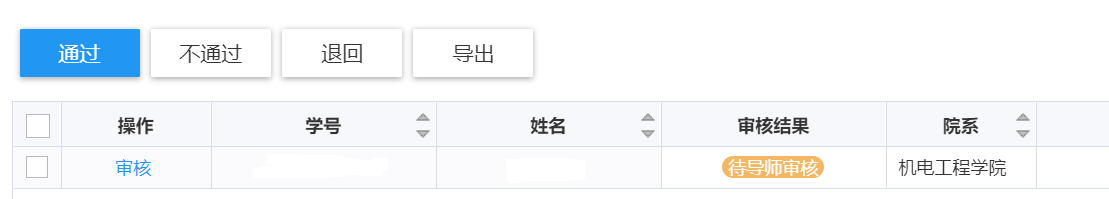 通过 不通过 退回 导出
操作 学号 姓名 审核结果 院系
审核 待导师审核 机电工程学院